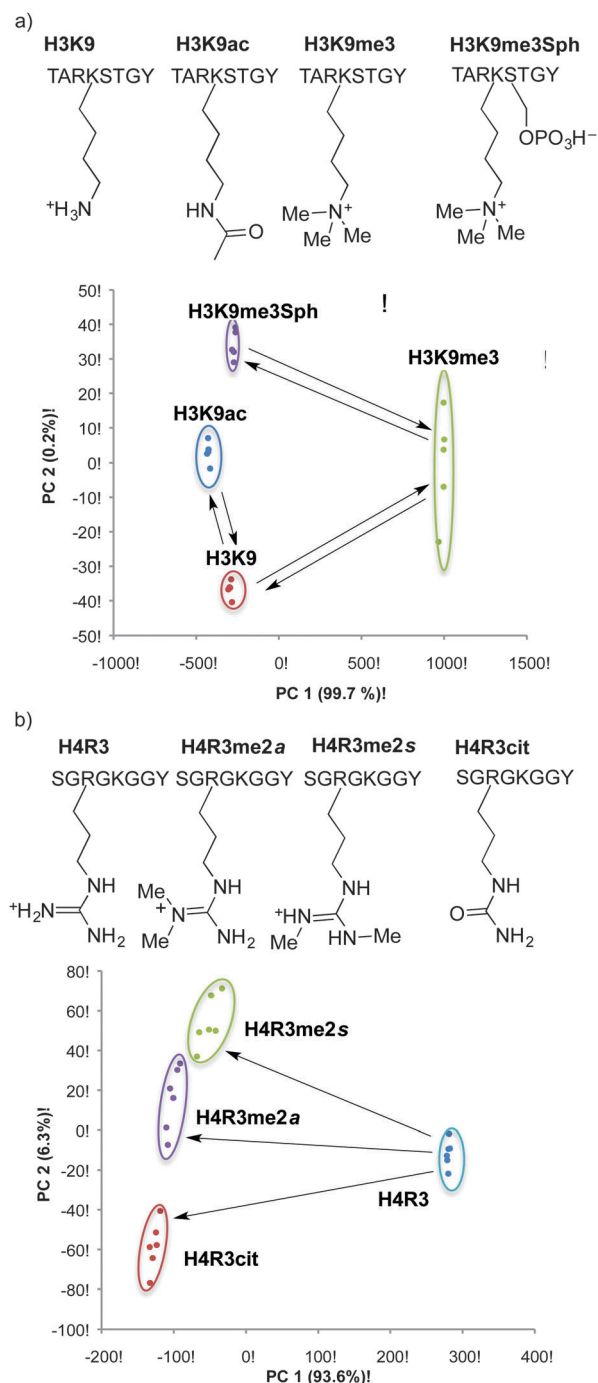 a)
H3K9 H3K9ac H3K9me3 H3K9me3Sph
TARKSTGY TARKSTGY TARKSTGY TARKSTGY
OPO₃H⁻
⁺H₃N HN O Me N⁺ Me Me Me N⁺ Me Me
50! !
H3K9me3Sph
40!
H3K9me3 !
30!
20!
H3K9ac
10!
0!
-10!
-20!
H3K9
-30!
-40!
-50!
PC 2 (0.2%)!
-1000! -500! 0! 500! 1000! 1500!
PC 1 (99.7 %)!
b)
H4R3 H4R3me2a H4R3me2s H4R3cit
SGRGKGGY SGRGKGGY SGRGKGGY SGRGKGGY
⁺H₂N NH NH₂ Me N + Me NH NH₂ ⁺HN Me NH HN Me O NH NH₂
80!
60!
H4R3me2s
40!
20!
H4R3me2a
0!
-20!
H4R3
-40!
-60!
H4R3cit
-80!
-100!
PC 2 (6.3%)!
-200! -100! 0! 100! 200! 300! 400!
PC 1 (93.6%)!